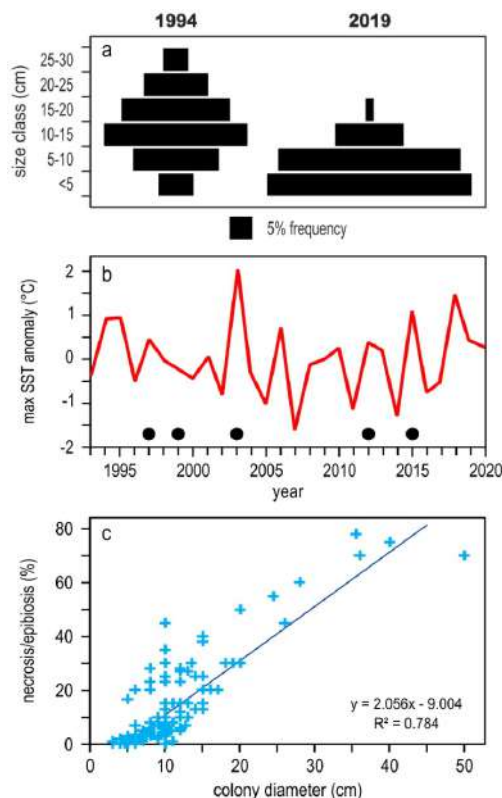 1994 2019
a
size class (cm)
25-30
20-25
15-20
10-15
5-10
<5
5% frequency
b
max SST anomaly (°C)
2
1
0
-1
-2
1995 2000 2005 2010 2015 2020
year
c
necrosis/epibiosis (%)
80
60
40
20
10
0
y = 2.056x - 9.004
R² = 0.784
0 10 20 30 40 50
colony diameter (cm)